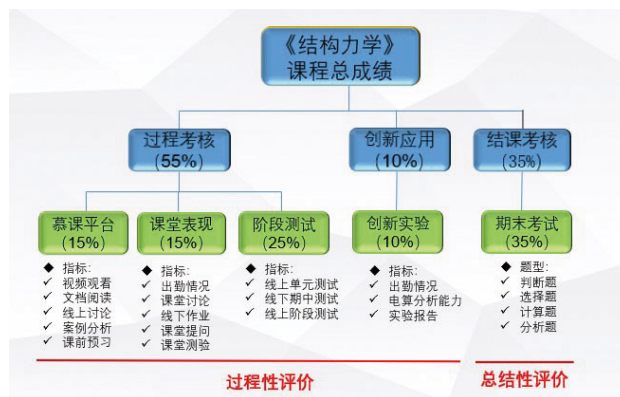 《结构力学》
课程总成绩
过程考核
(55%)
创新应用
(10%)
结课考核
(35%)
慕课平台
(15%)
课堂表现
(15%)
阶段测试
(25%)
创新实验
(10%)
期末考试
(35%)
◆ 指标:
✓ 视频观看
✓ 文档阅读
✓ 线上讨论
✓ 案例分析
✓ 课前预习
◆ 指标:
✓ 出勤情况
✓ 课堂讨论
✓ 线下作业
✓ 课堂提问
✓ 课堂测验
◆ 指标:
✓ 线上单元测试
✓ 线下期中测试
✓ 线上阶段测试
◆ 指标:
✓ 出勤情况
✓ 电算分析能力
✓ 实验报告
◆ 题型:
✓ 判断题
✓ 选择题
✓ 计算题
✓ 分析题
过程性评价
总结性评价